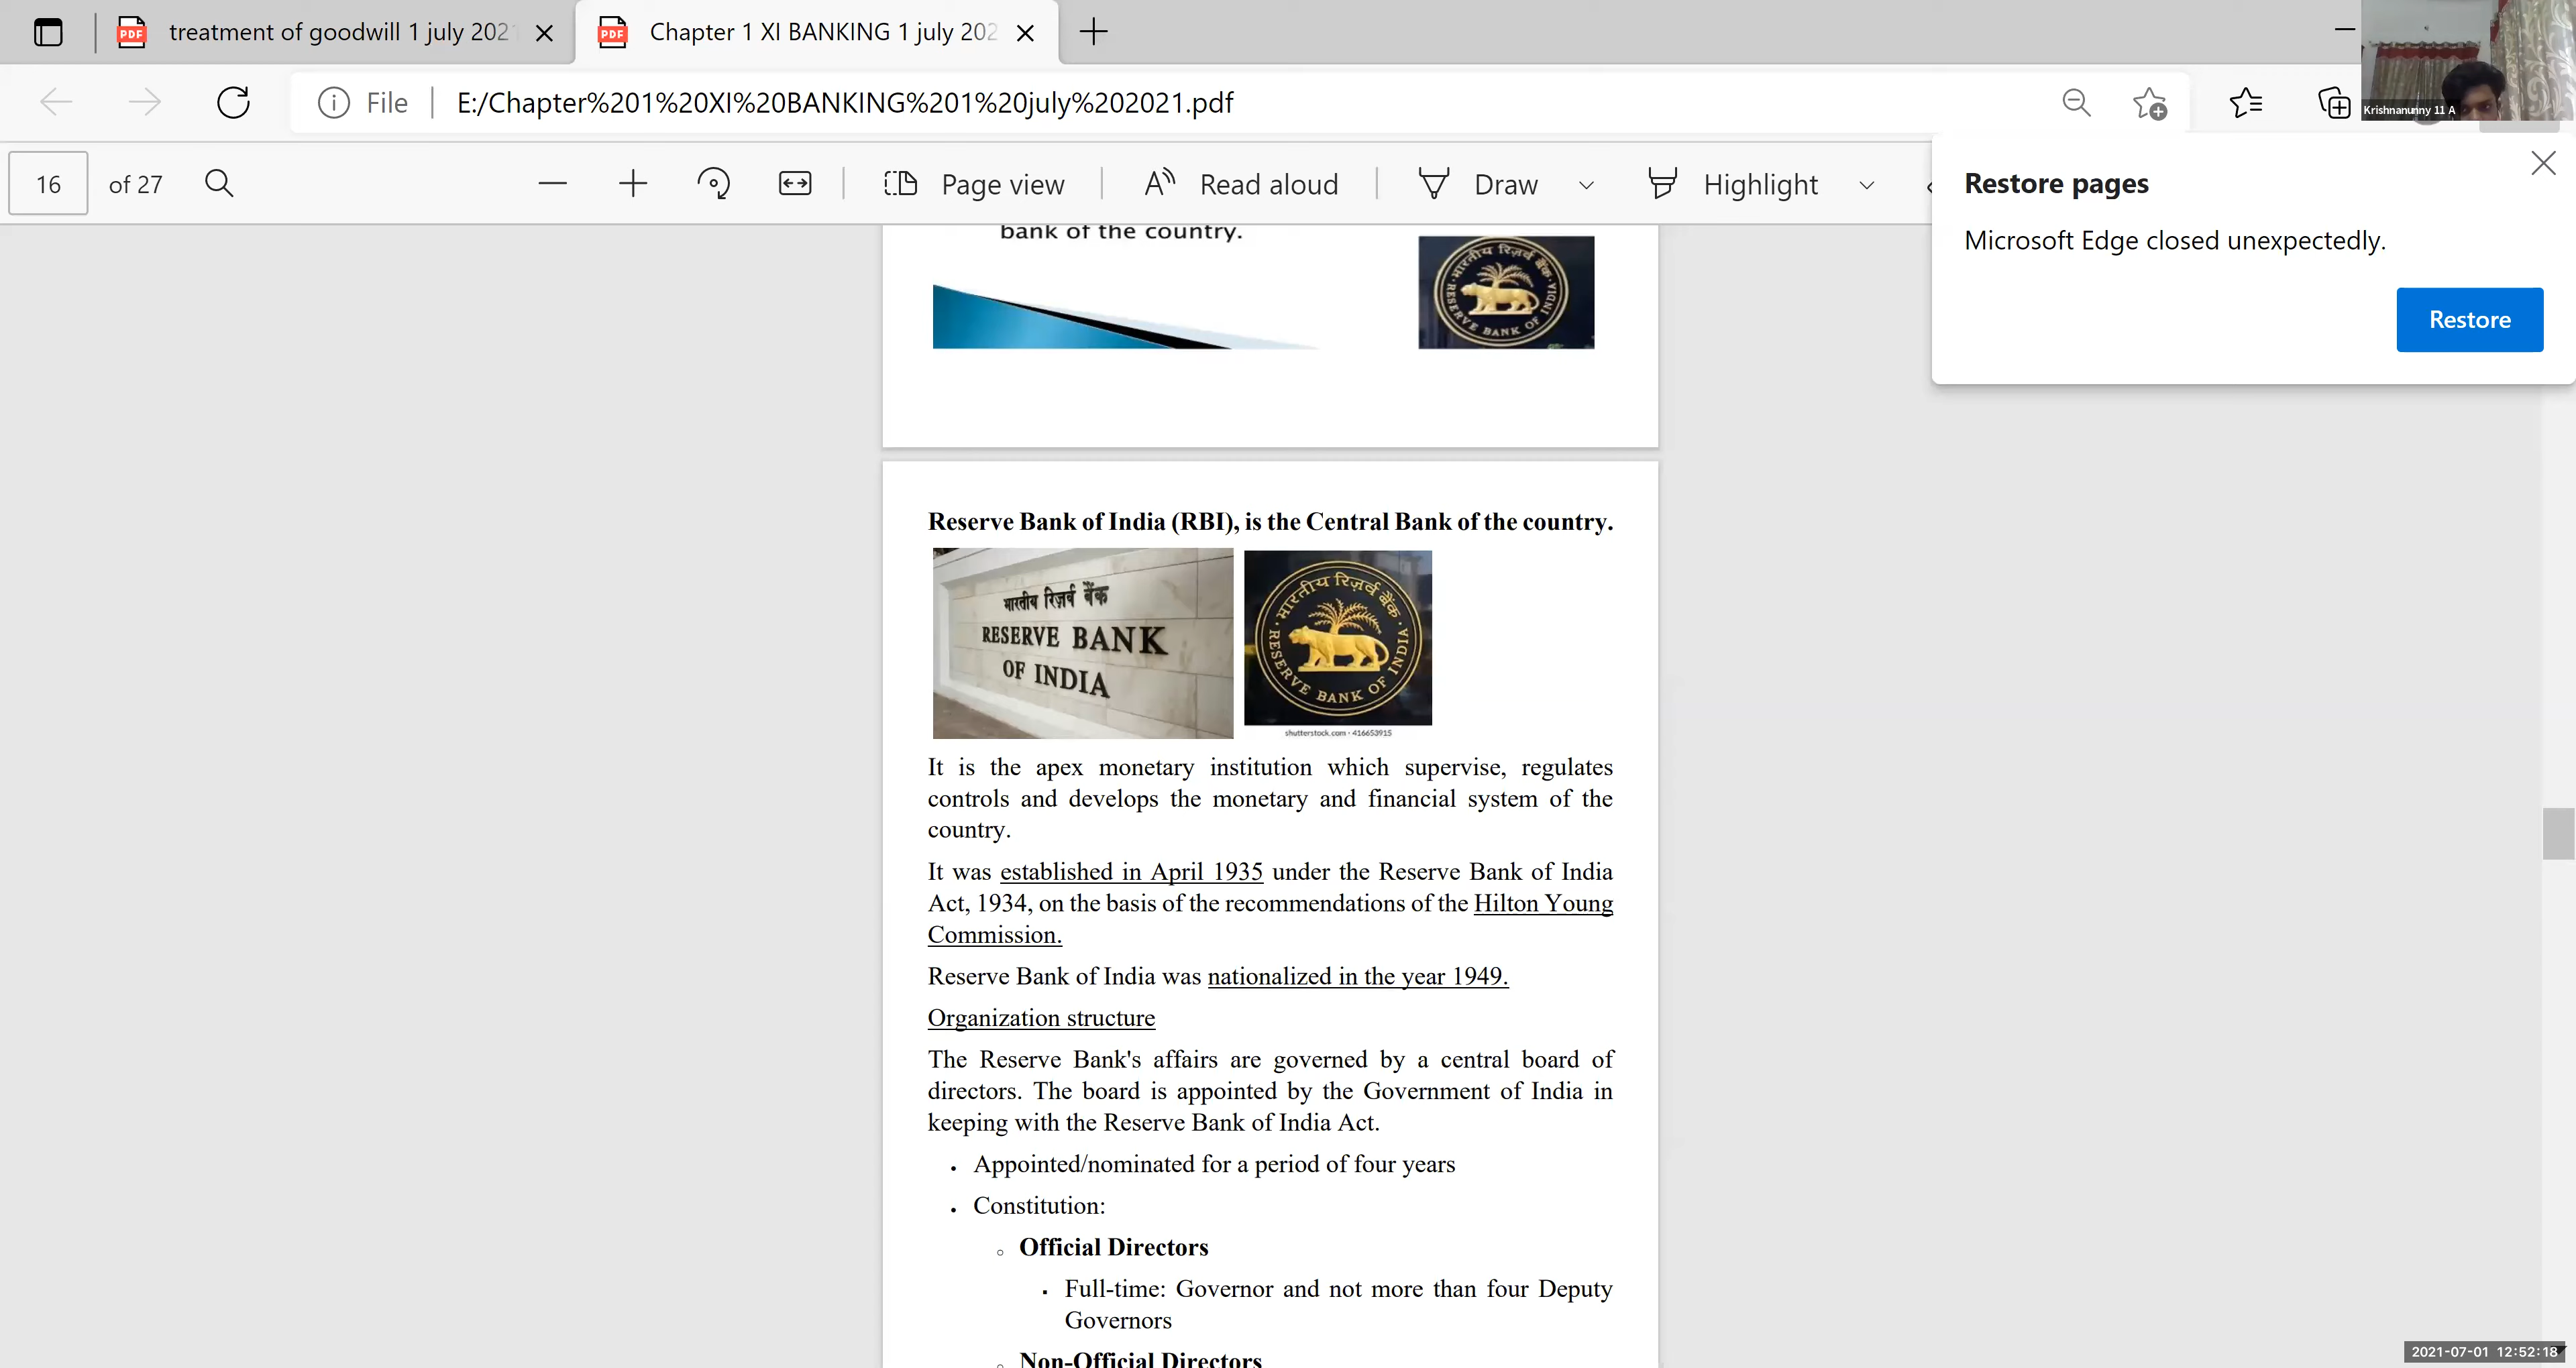 treatment of goodwill 1 july 202
Chapter 1 XI BANKING 1 july 202
File
E:/Chapter%201%20XI%20BANKING%201%20july%202021.pdf
Krishnanunny 11 A
16 of 27
Page view
Read aloud
Draw
Highlight
Restore pages
Microsoft Edge closed unexpectedly.
Restore
bank of the country.
भारतीय रिज़र्व बैंक
RESERVE BANK OF INDIA
Reserve Bank of India (RBI), is the Central Bank of the country.
भारतीय रिज़र्व बैंक
RESERVE BANK
OF INDIA
भारतीय रिज़र्व बैंक
RESERVE BANK OF INDIA
shutterstock.com • 416653915
It is the apex monetary institution which supervise, regulates
controls and develops the monetary and financial system of the
country.
It was established in April 1935 under the Reserve Bank of India
Act, 1934, on the basis of the recommendations of the Hilton Young
Commission.
Reserve Bank of India was nationalized in the year 1949.
Organization structure
The Reserve Bank's affairs are governed by a central board of
directors. The board is appointed by the Government of India in
keeping with the Reserve Bank of India Act.
• Appointed/nominated for a period of four years
• Constitution:
○ Official Directors
▪ Full-time: Governor and not more than four Deputy
Governors
○ Non-Official Directors
2021-07-01 12:52:18